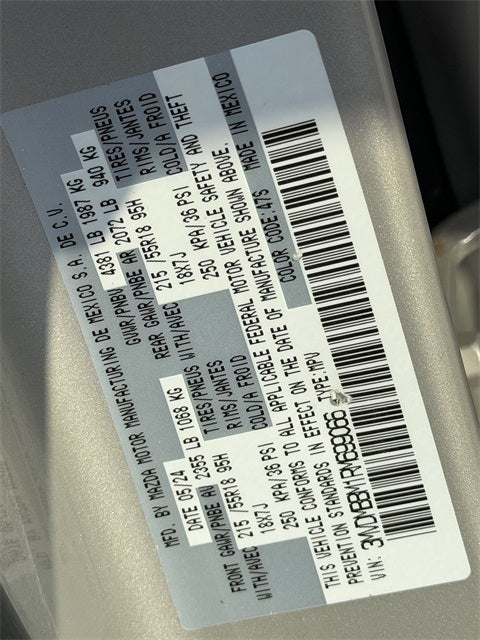 MFD. BY MAZDA MOTOR MANUFACTURING DE MEXICO S.A. DE C.V.
DATE 05/24 GVWR/PNBV 4381 LB 1987 KG
FRONT GAWR/PNBE AV 2355 LB 1068 KG REAR GAWR/PNBE AR 2072 LB 940 KG
WITH/AVEC 215/55R18 95H TIRES/PNEUS WITH/AVEC 215/55R18 95H TIRES/PNEUS
18X7J RIMS/JANTES 18X7J RIMS/JANTES
250 KPA/36 PSI COLD/A FROID 250 KPA/36 PSI COLD/A FROID
THIS VEHICLE CONFORMS TO ALL APPLICABLE FEDERAL MOTOR VEHICLE SAFETY AND THEFT
PREVENTION STANDARDS IN EFFECT ON THE DATE OF MANUFACTURE SHOWN ABOVE.
VIN: 3MVDMBBM1RM699066 TYPE:MPV COLOR CODE:47S MADE IN MEXICO